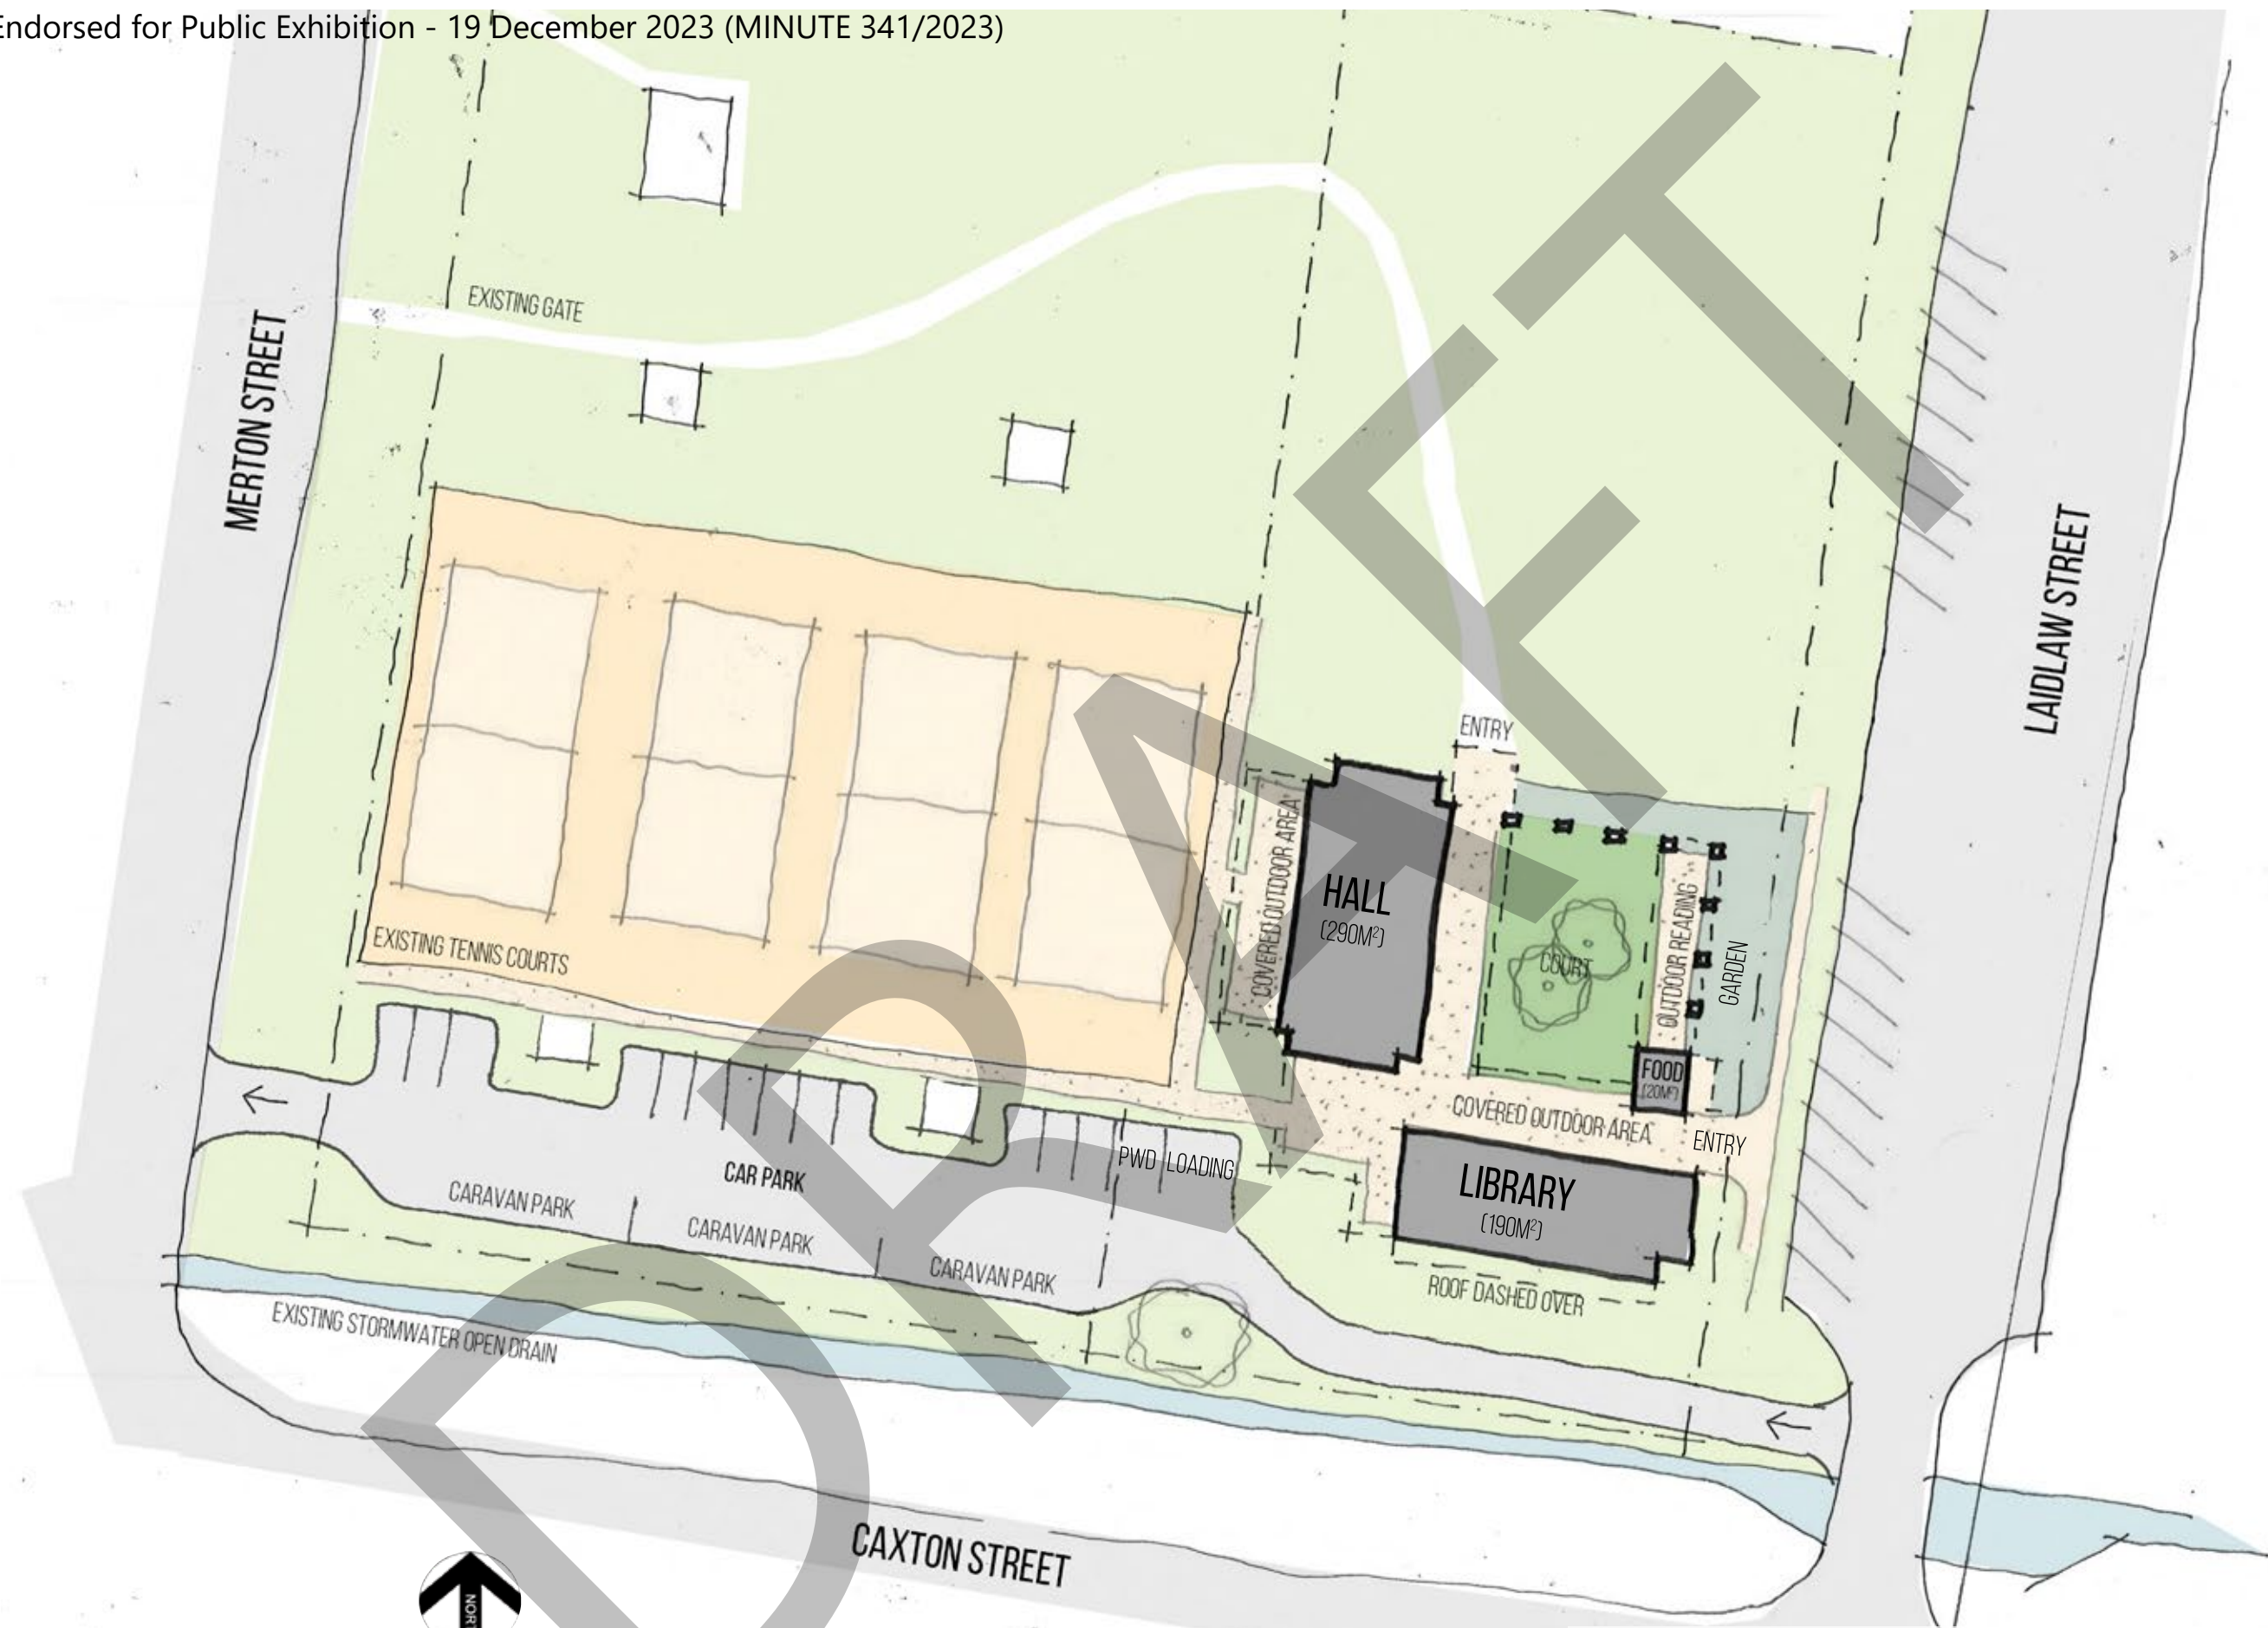 Endorsed for Public Exhibition - 19 December 2023 (MINUTE 341/2023)
EXISTING GATE
MERTON STREET
LAIDLAW STREET
ENTRY
COVERED OUTDOOR AREA
HALL
(290M²)
COURT
OUTDOOR READING
GARDEN
EXISTING TENNIS COURTS
FOOD
(20M²)
COVERED OUTDOOR AREA
ENTRY
PWD LOADING
CAR PARK
LIBRARY
(190M²)
CARAVAN PARK
CARAVAN PARK
CARAVAN PARK
ROOF DASHED OVER
EXISTING STORMWATER OPEN DRAIN
CAXTON STREET
DRAFT